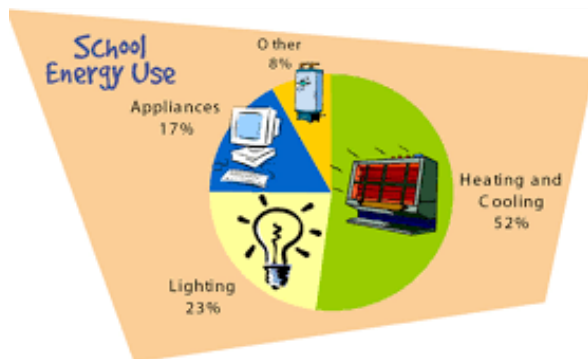 School
Energy Use
Other
8%
Appliances
17%
Heating and
Cooling
52%
Lighting
23%